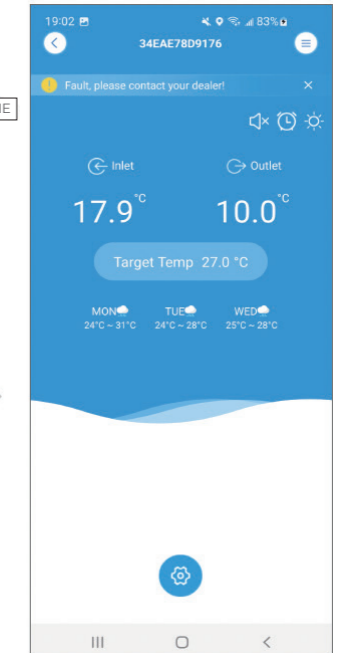 19:02 83%
34EAE78D9176
Fault, please contact your dealer!
Inlet Outlet
17.9°C 10.0°C
Target Temp 27.0 °C
MON TUE WED
24°C ~ 31°C 24°C ~ 28°C 25°C ~ 28°C